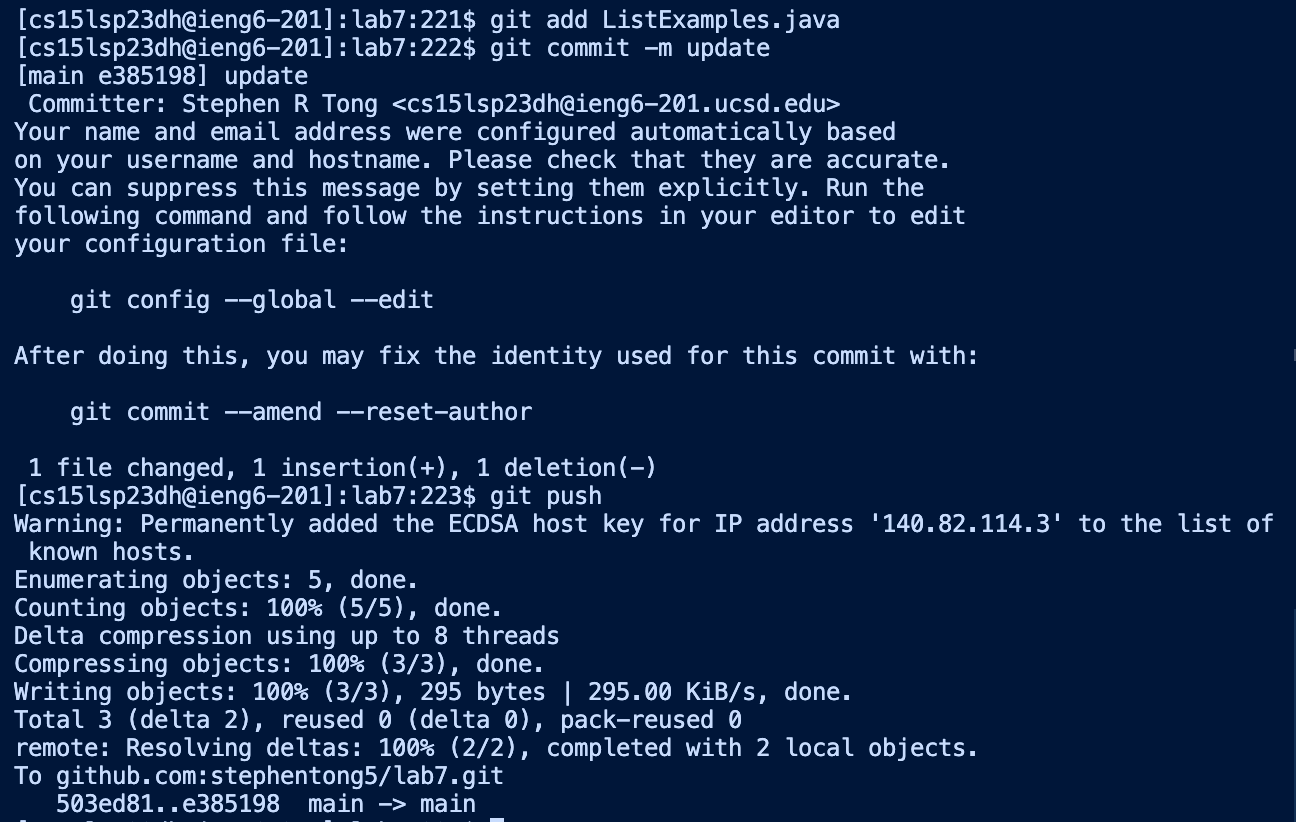 [cs15lsp23dh@ieng6-201]:lab7:221$ git add ListExamples.java
[cs15lsp23dh@ieng6-201]:lab7:222$ git commit -m update
[main e385198] update
 Committer: Stephen R Tong <cs15lsp23dh@ieng6-201.ucsd.edu>
Your name and email address were configured automatically based
on your username and hostname. Please check that they are accurate.
You can suppress this message by setting them explicitly. Run the
following command and follow the instructions in your editor to edit
your configuration file:

    git config --global --edit

After doing this, you may fix the identity used for this commit with:

    git commit --amend --reset-author

 1 file changed, 1 insertion(+), 1 deletion(-)
[cs15lsp23dh@ieng6-201]:lab7:223$ git push
Warning: Permanently added the ECDSA host key for IP address '140.82.114.3' to the list of
 known hosts.
Enumerating objects: 5, done.
Counting objects: 100% (5/5), done.
Delta compression using up to 8 threads
Compressing objects: 100% (3/3), done.
Writing objects: 100% (3/3), 295 bytes | 295.00 KiB/s, done.
Total 3 (delta 2), reused 0 (delta 0), pack-reused 0
remote: Resolving deltas: 100% (2/2), completed with 2 local objects.
To github.com:stephentong5/lab7.git
   503ed81..e385198  main -> main